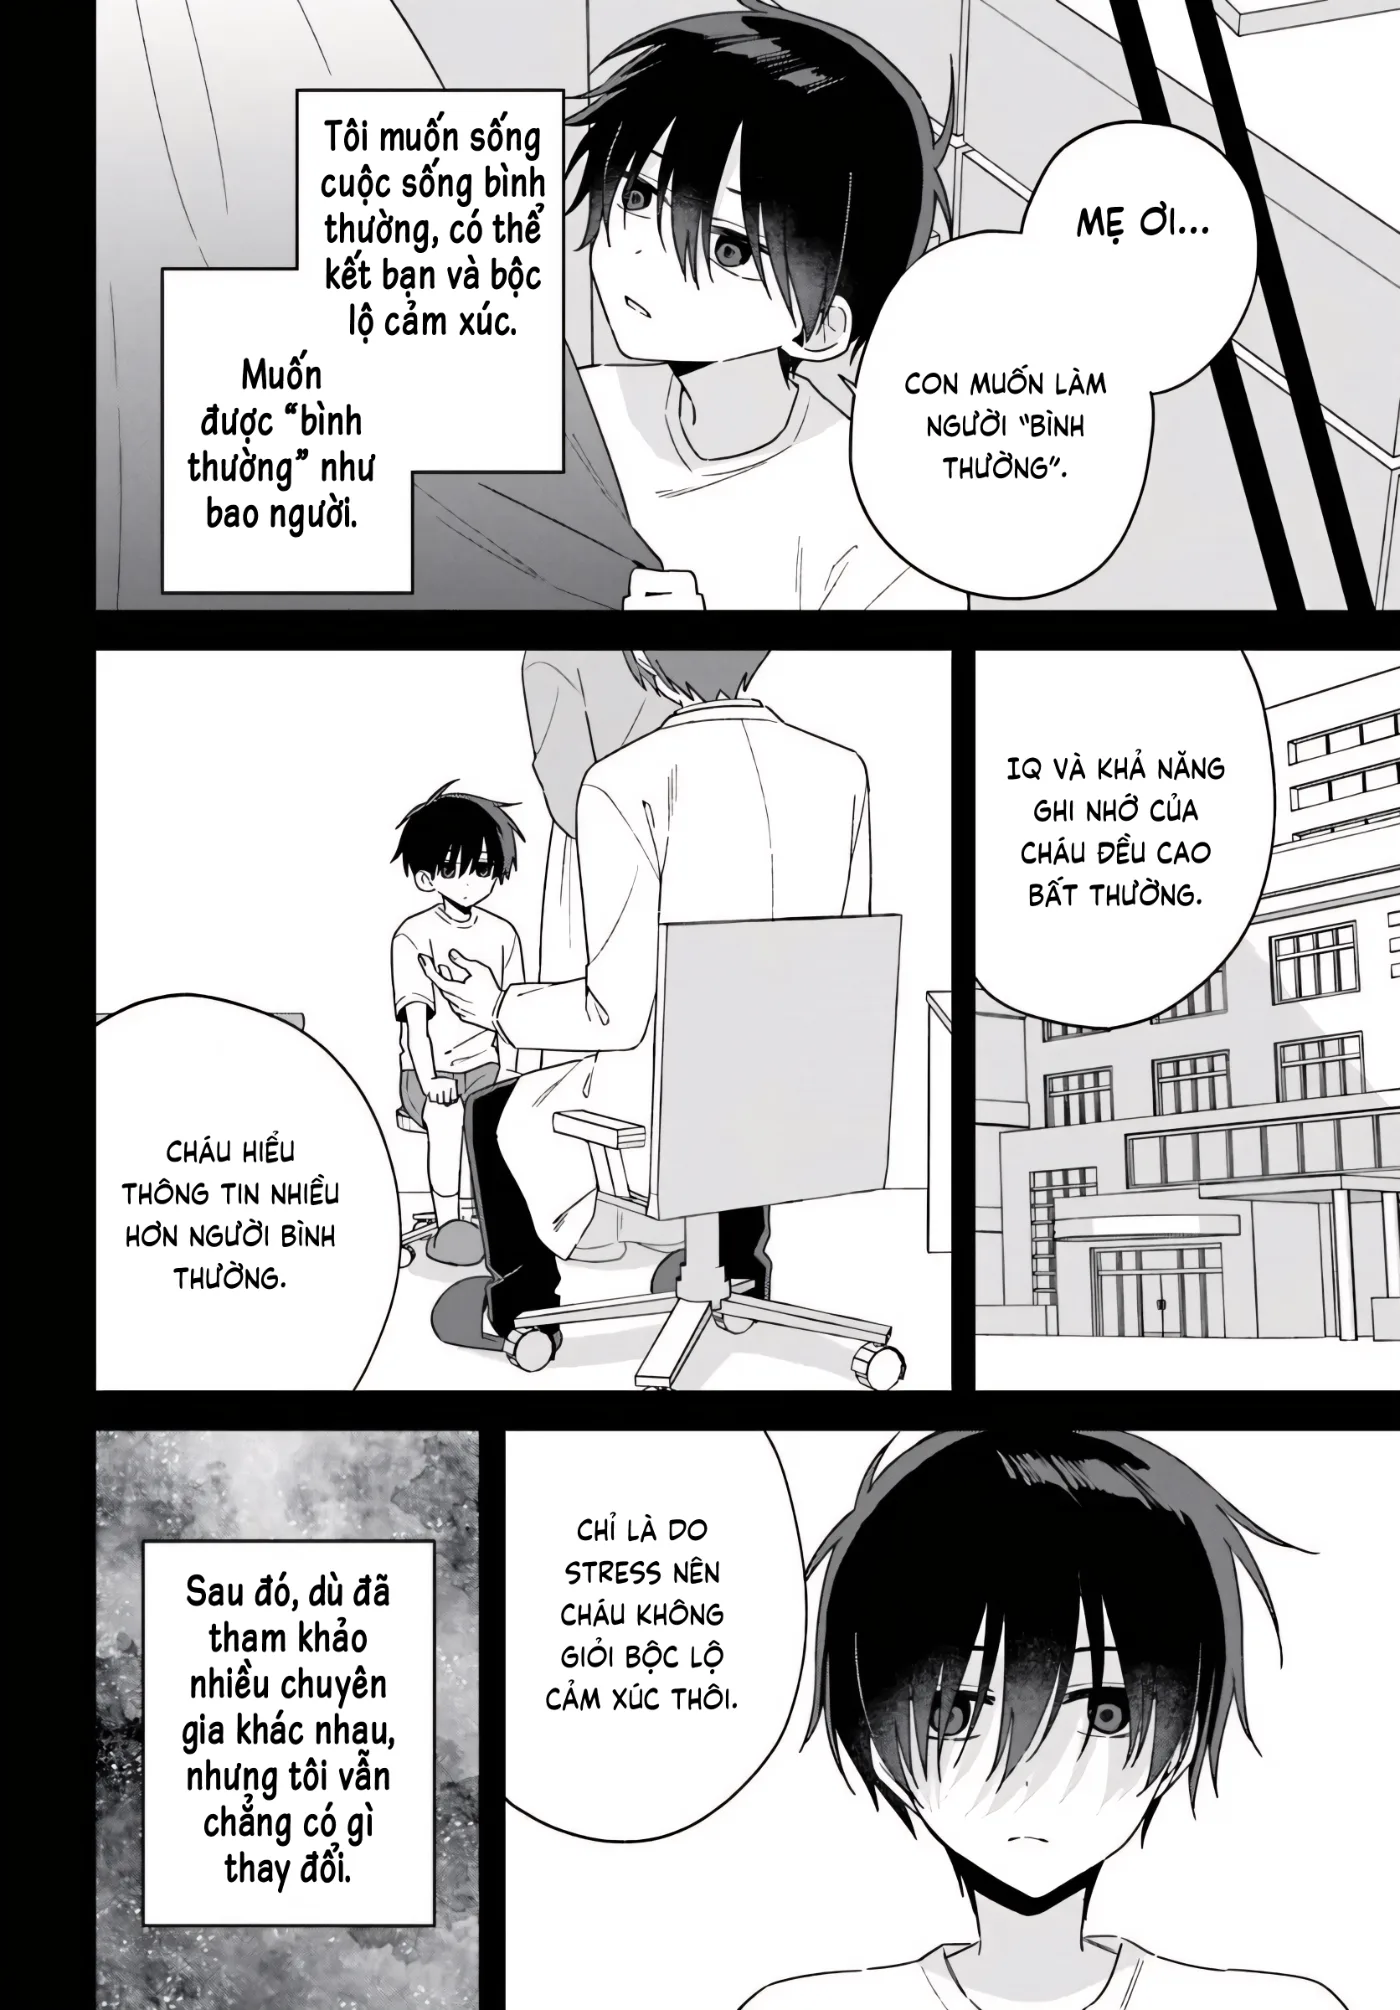 MẸ ƠI...
CON MUỐN LÀM
NGƯỜI “BÌNH
THƯỜNG”.
Tôi muốn sống
cuộc sống bình
thường, có thể
kết bạn và bộc
lộ cảm xúc.
Muốn
được “bình
thường” như
bao người.
IQ VÀ KHẢ NĂNG
GHI NHỚ CỦA
CHÁU ĐỀU CAO
BẤT THƯỜNG.
CHÁU HIỂU
THÔNG TIN NHIỀU
HƠN NGƯỜI BÌNH
THƯỜNG.
CHỈ LÀ DO
STRESS NÊN
CHÁU KHÔNG
GIỎI BỘC LỘ
CẢM XÚC THÔI.
Sau đó, dù đã
tham khảo
nhiều chuyên
gia khác nhau,
nhưng tôi vẫn
chẳng có gì
thay đổi.